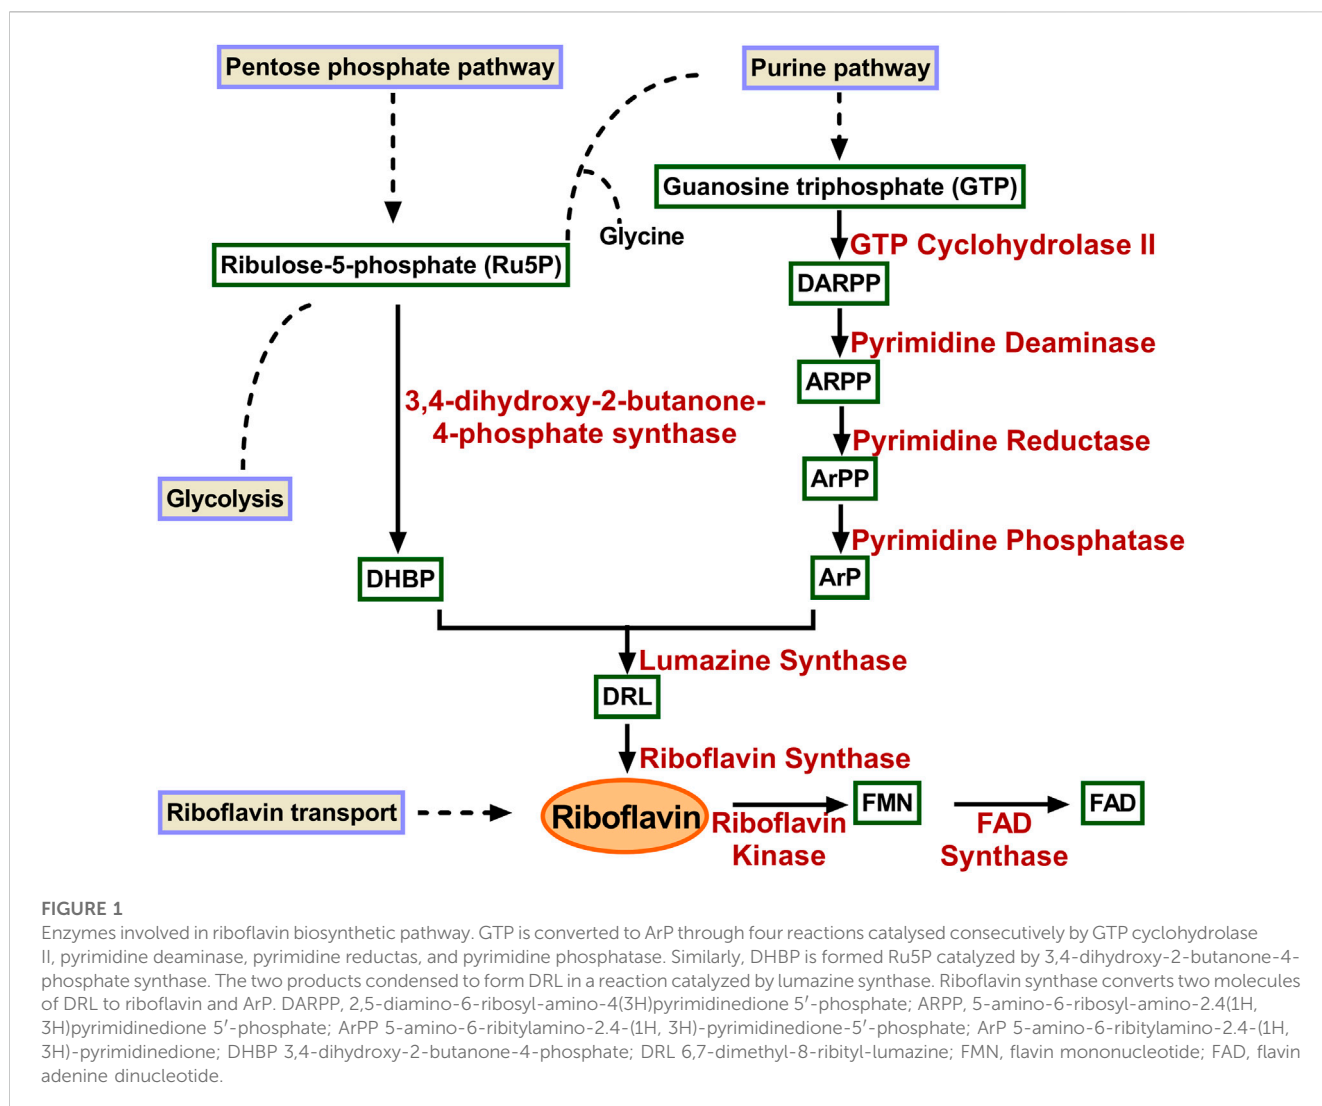 Pentose phosphate pathway
Purine pathway
Guanosine triphosphate (GTP)
Glycine
Ribulose-5-phosphate (Ru5P)
GTP Cyclohydrolase II
DARPP
Pyrimidine Deaminase
ARPP
3,4-dihydroxy-2-butanone-
4-phosphate synthase
Pyrimidine Reductase
ArPP
Glycolysis
Pyrimidine Phosphatase
DHBP
ArP
Lumazine Synthase
DRL
Riboflavin Synthase
Riboflavin transport
Riboflavin
Riboflavin
Kinase
FMN
FAD
Synthase
FAD
FIGURE 1
Enzymes involved in riboflavin biosynthetic pathway. GTP is converted to ArP through four reactions catalysed consecutively by GTP cyclohydrolase
II, pyrimidine deaminase, pyrimidine reductas, and pyrimidine phosphatase. Similarly, DHBP is formed Ru5P catalyzed by 3,4-dihydroxy-2-butanone-4-
phosphate synthase. The two products condensed to form DRL in a reaction catalyzed by lumazine synthase. Riboflavin synthase converts two molecules
of DRL to riboflavin and ArP. DARPP, 2,5-diamino-6-ribosyl-amino-4(3H)pyrimidinedione 5′-phosphate; ARPP, 5-amino-6-ribosyl-amino-2.4(1H,
3H)pyrimidinedione 5′-phosphate; ArPP 5-amino-6-ribitylamino-2.4-(1H, 3H)-pyrimidinedione-5′-phosphate; ArP 5-amino-6-ribitylamino-2.4-(1H,
3H)-pyrimidinedione; DHBP 3,4-dihydroxy-2-butanone-4-phosphate; DRL 6,7-dimethyl-8-ribityl-lumazine; FMN, flavin mononucleotide; FAD, flavin
adenine dinucleotide.